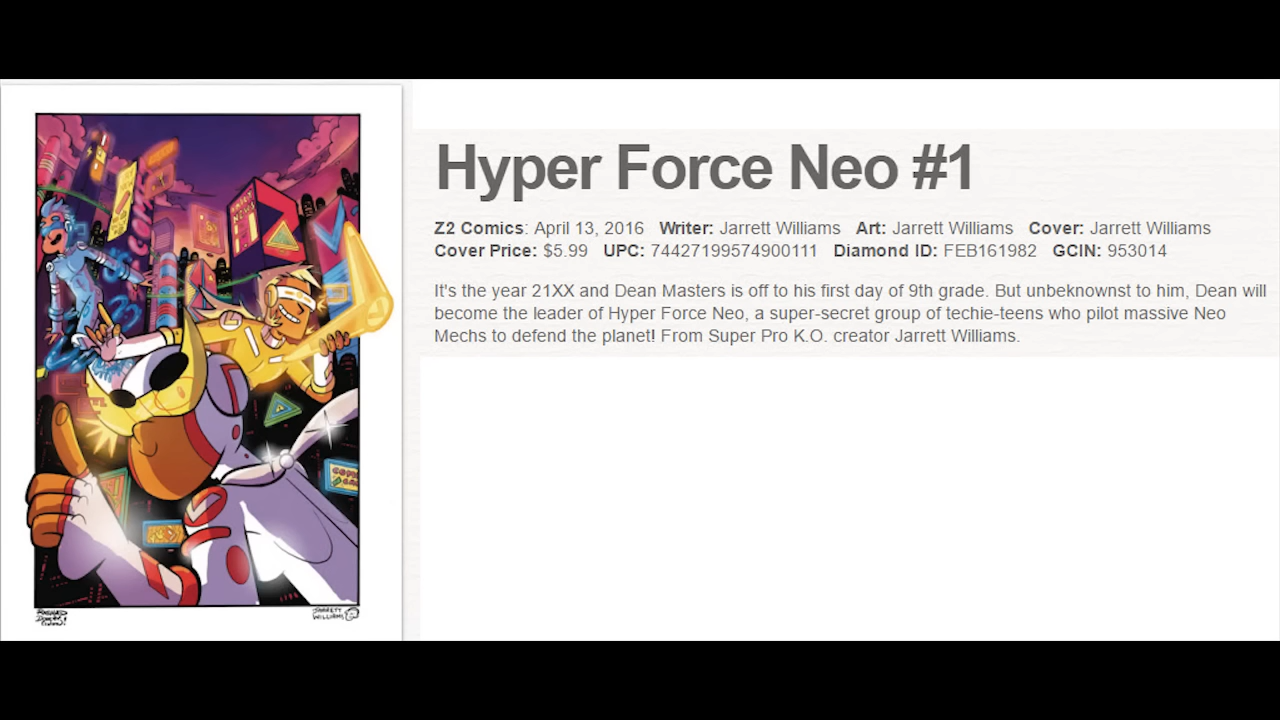 Hyper Force Neo #1
Z2 Comics: April 13, 2016 Writer: Jarrett Williams Art: Jarrett Williams Cover: Jarrett Williams
Cover Price: $5.99 UPC: 74427199574900111 Diamond ID: FEB161982 GCIN: 953014
It's the year 21XX and Dean Masters is off to his first day of 9th grade. But unbeknownst to him, Dean will
become the leader of Hyper Force Neo, a super-secret group of techie-teens who pilot massive Neo
Mechs to defend the planet! From Super Pro K.O. creator Jarrett Williams.
JARRETT
WILLIAMS